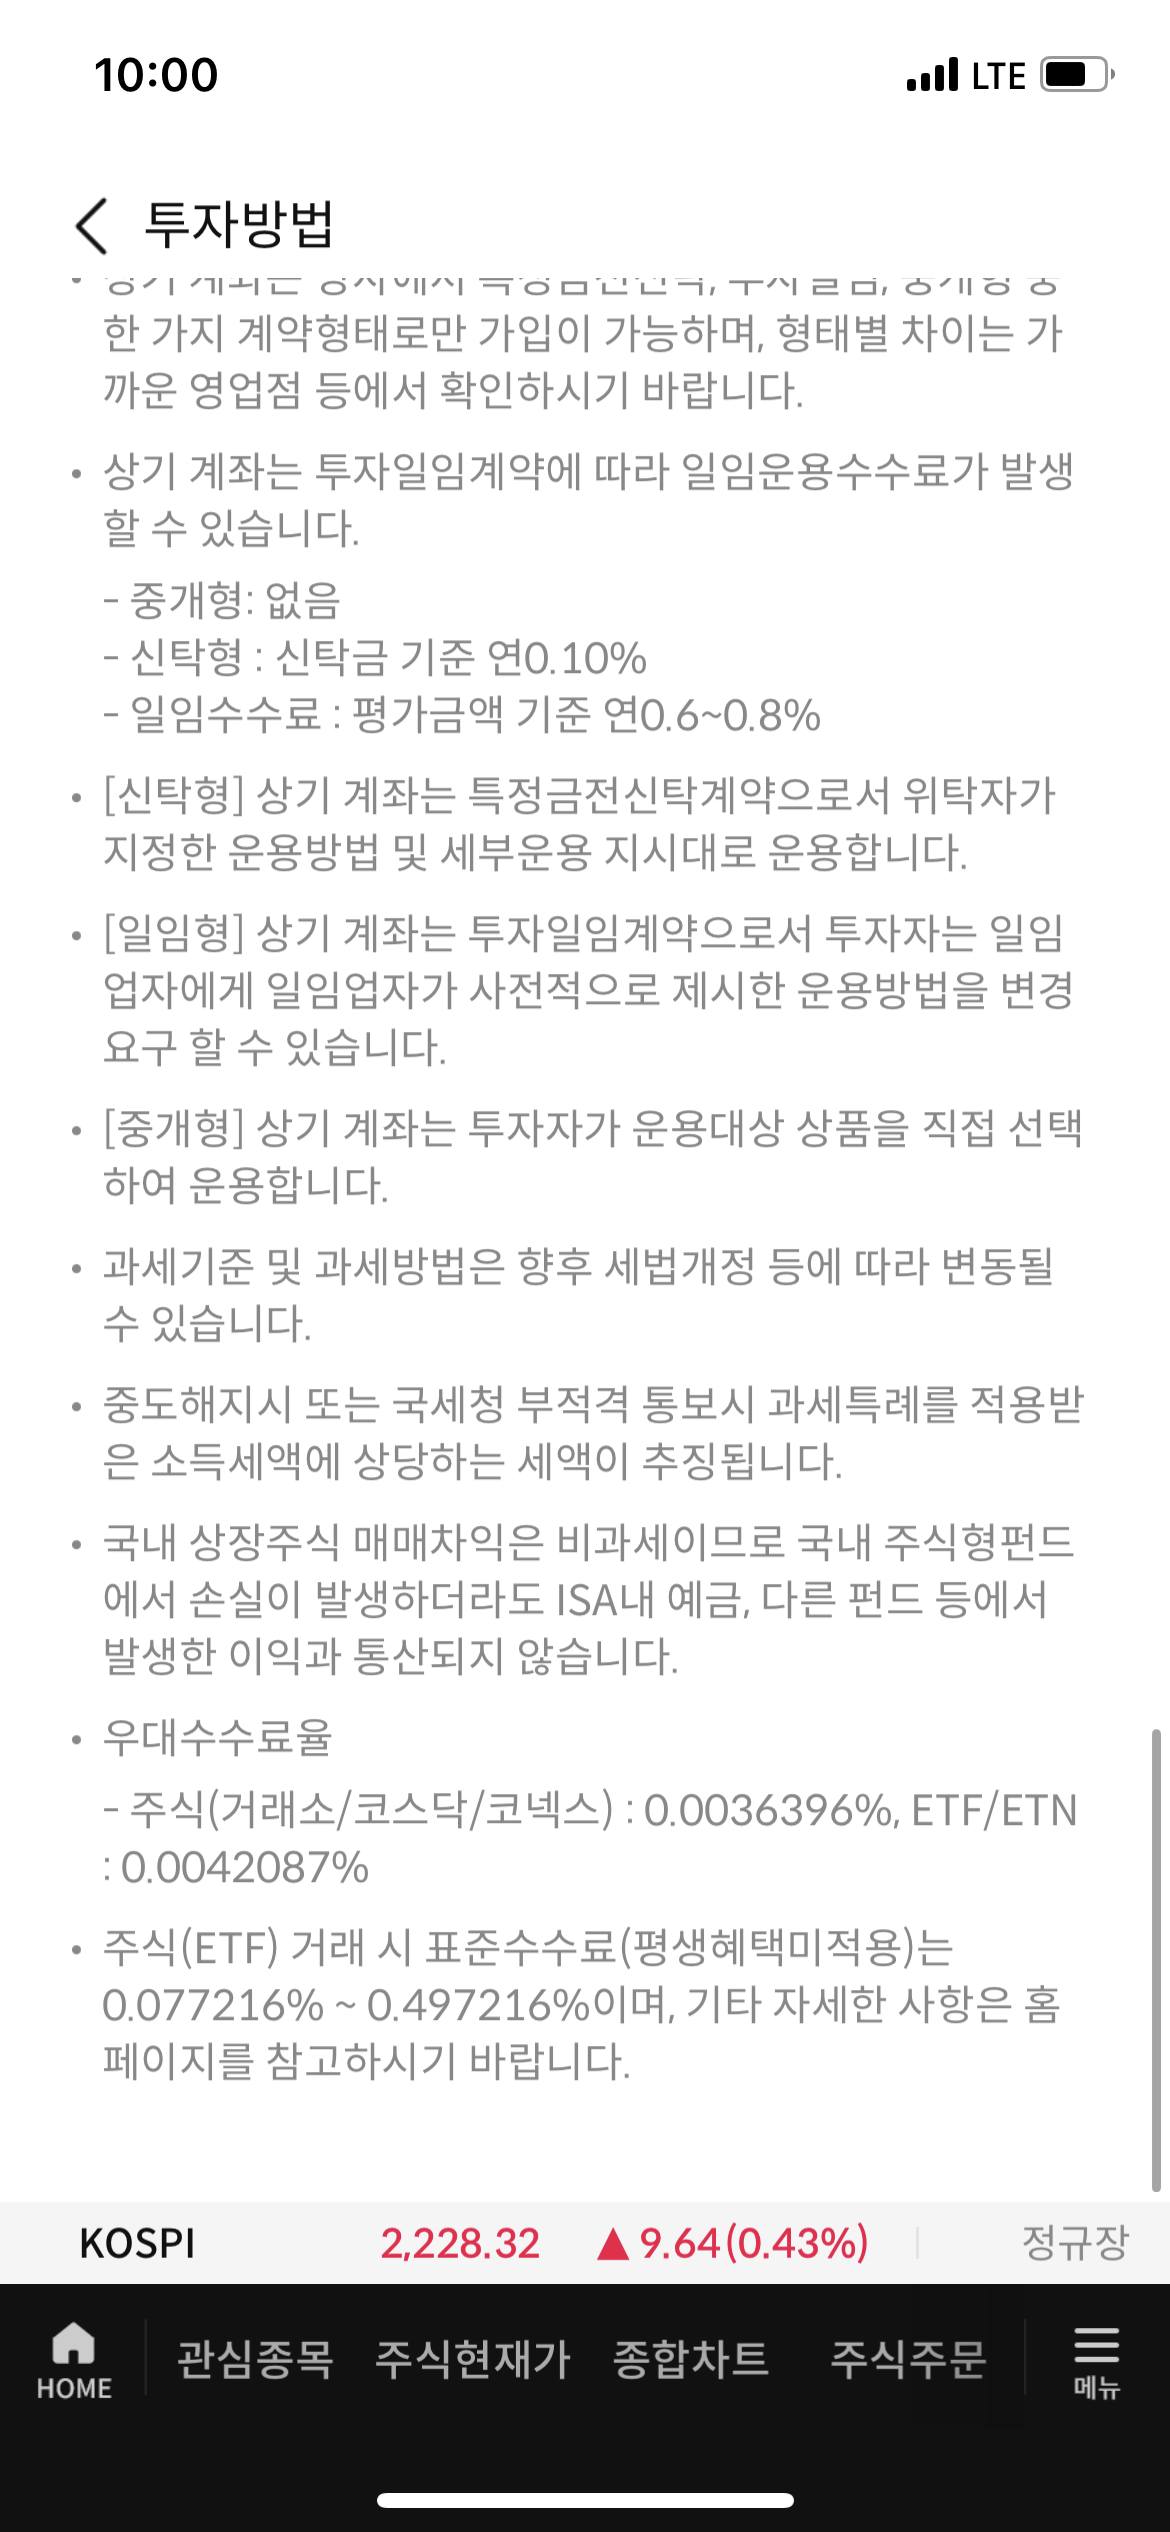 10:00
LTE
투자방법
한 가지 계약형태로만 가입이 가능하며, 형태별 차이는 가
까운 영업점 등에서 확인하시기 바랍니다.
• 상기 계좌는 투자일임계약에 따라 일임운용수수료가 발생
할 수 있습니다.
- 중개형: 없음
- 신탁형 : 신탁금 기준 연0.10%
- 일임수수료 : 평가금액 기준 연0.6~0.8%
• [신탁형] 상기 계좌는 특정금전신탁계약으로서 위탁자가
지정한 운용방법 및 세부운용 지시대로 운용합니다.
• [일임형] 상기 계좌는 투자일임계약으로서 투자자는 일임
업자에게 일임업자가 사전적으로 제시한 운용방법을 변경
요구 할 수 있습니다.
• [중개형] 상기 계좌는 투자자가 운용대상 상품을 직접 선택
하여 운용합니다.
• 과세기준 및 과세방법은 향후 세법개정 등에 따라 변동될
수 있습니다.
• 중도해지시 또는 국세청 부적격 통보시 과세특례를 적용받
은 소득세액에 상당하는 세액이 추징됩니다.
• 국내 상장주식 매매차익은 비과세이므로 국내 주식형펀드
에서 손실이 발생하더라도 ISA내 예금, 다른 펀드 등에서
발생한 이익과 통산되지 않습니다.
• 우대수수료율
- 주식(거래소/코스닥/코넥스) : 0.0036396%, ETF/ETN
: 0.0042087%
• 주식(ETF) 거래 시 표준수수료(평생혜택미적용)는
0.077216% ~ 0.497216%이며, 기타 자세한 사항은 홈
페이지를 참고하시기 바랍니다.
KOSPI 2,228.32 ▲ 9.64(0.43%) 정규장
HOME 관심종목 주식현재가 종합차트 주식주문 메뉴